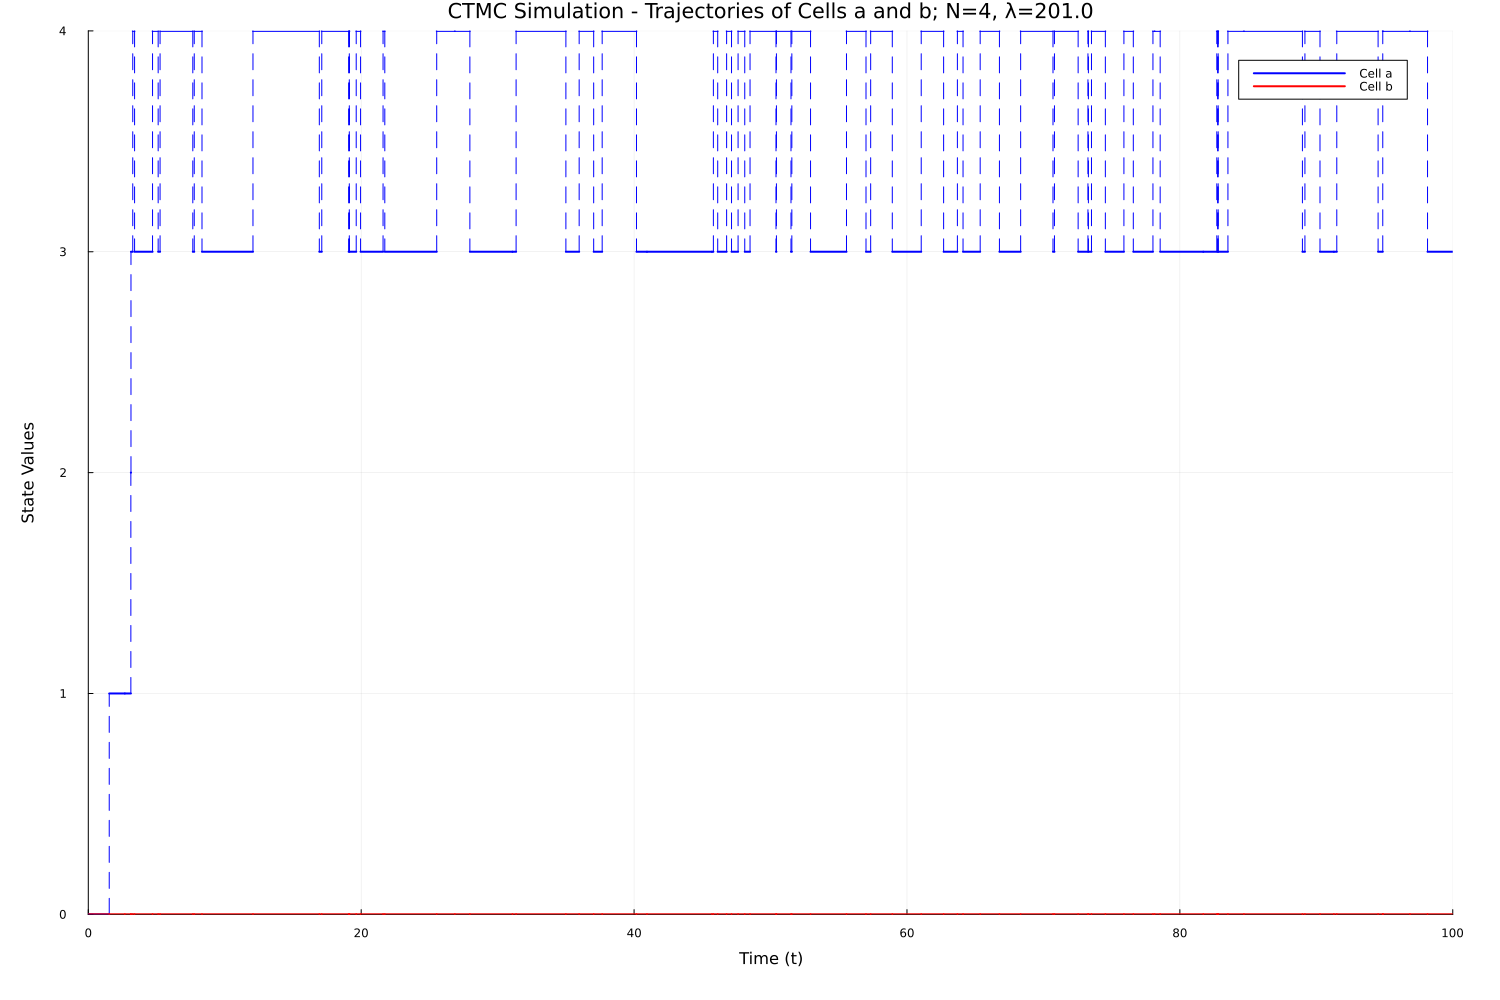 CTMC Simulation - Trajectories of Cells a and b; N=4, λ=201.0
4
Cell a
Cell b
3
State Values
2
1
0
0 20 40 60 80 100
Time (t)